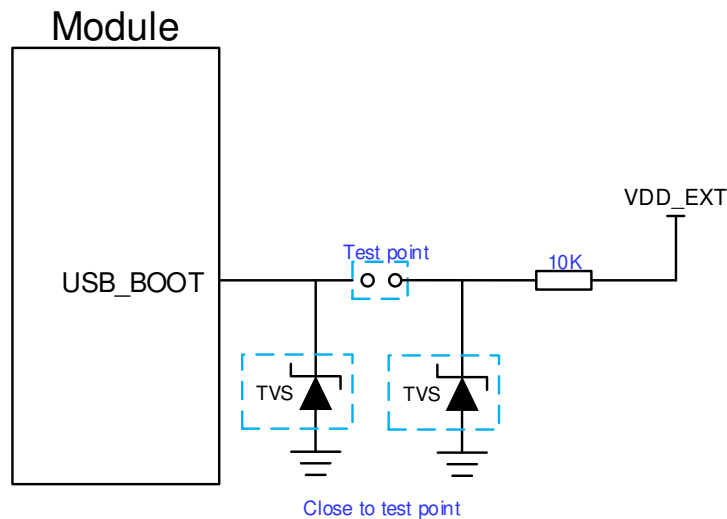 Module
VDD_EXT
Test point
10K
USB_BOOT
TVS
TVS
Close to test point